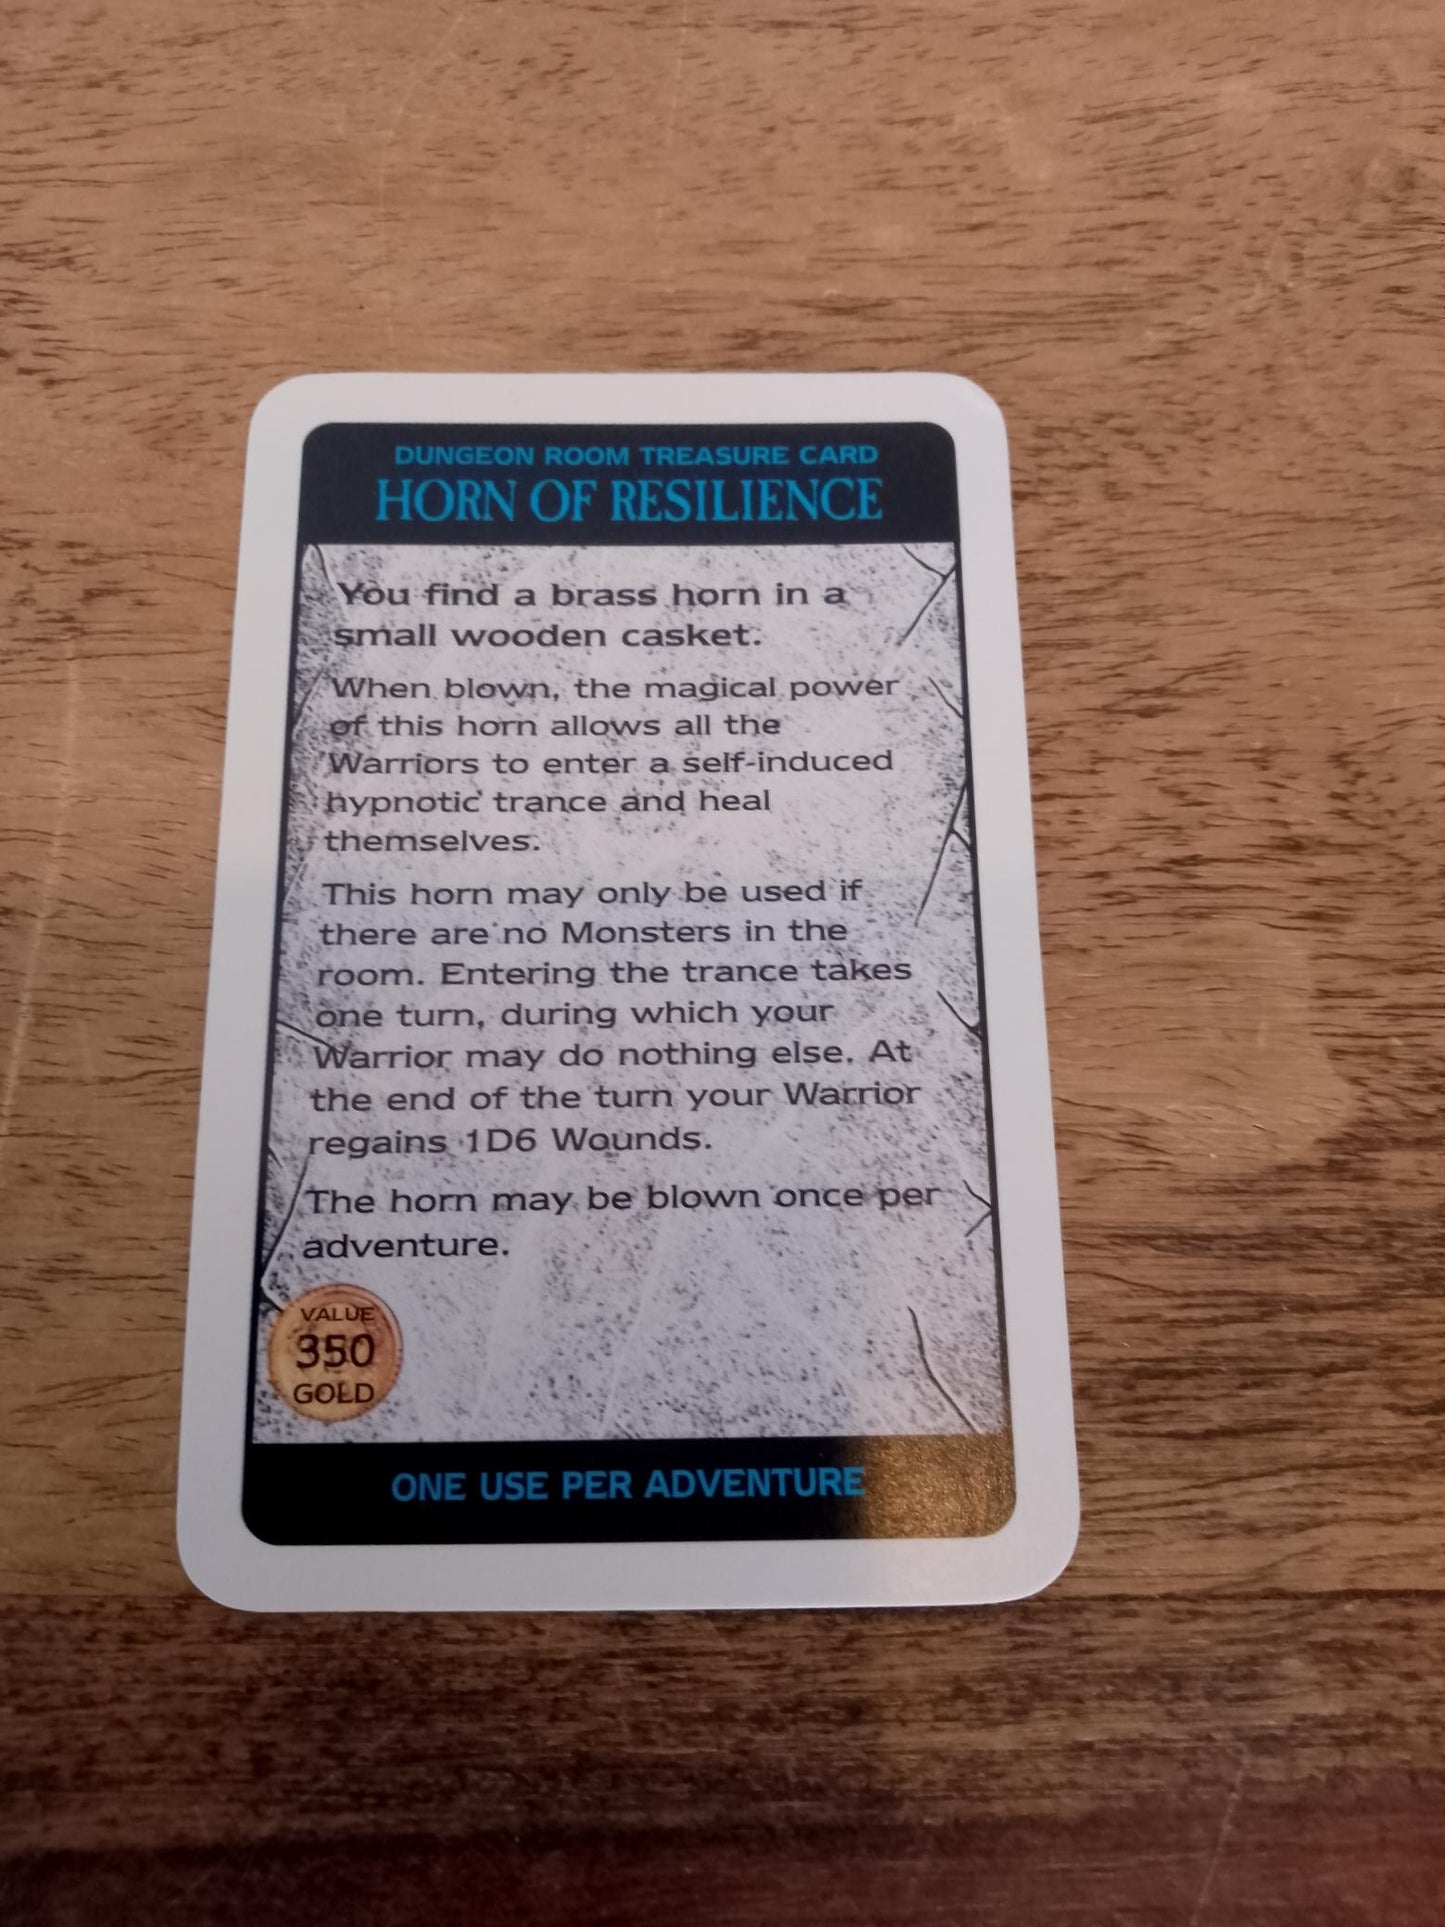 DUNGEON ROOM TREASURE CARD
HORN OF RESILIENCE
You find a brass horn in a
small wooden casket.
When blown, the magical power
of this horn allows all the
Warriors to enter a self-induced
hypnotic trance and heal
themselves.
This horn may only be used if
there are no Monsters in the
room. Entering the trance takes
one turn, during which your
Warrior may do nothing else. At
the end of the turn your Warrior
regains 1D6 Wounds.
The horn may be blown once per
adventure.
VALUE
350
GOLD
ONE USE PER ADVENTURE